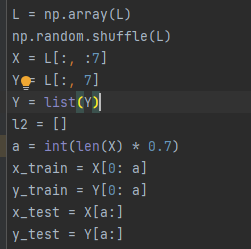 L = np.array(L)
np.random.shuffle(L)
X = L[:, :7]
Y = L[:, 7]
Y = list(Y)
l2 = []
a = int(len(X) * 0.7)
x_train = X[0: a]
y_train = Y[0: a]
x_test = X[a:]
y_test = Y[a:]